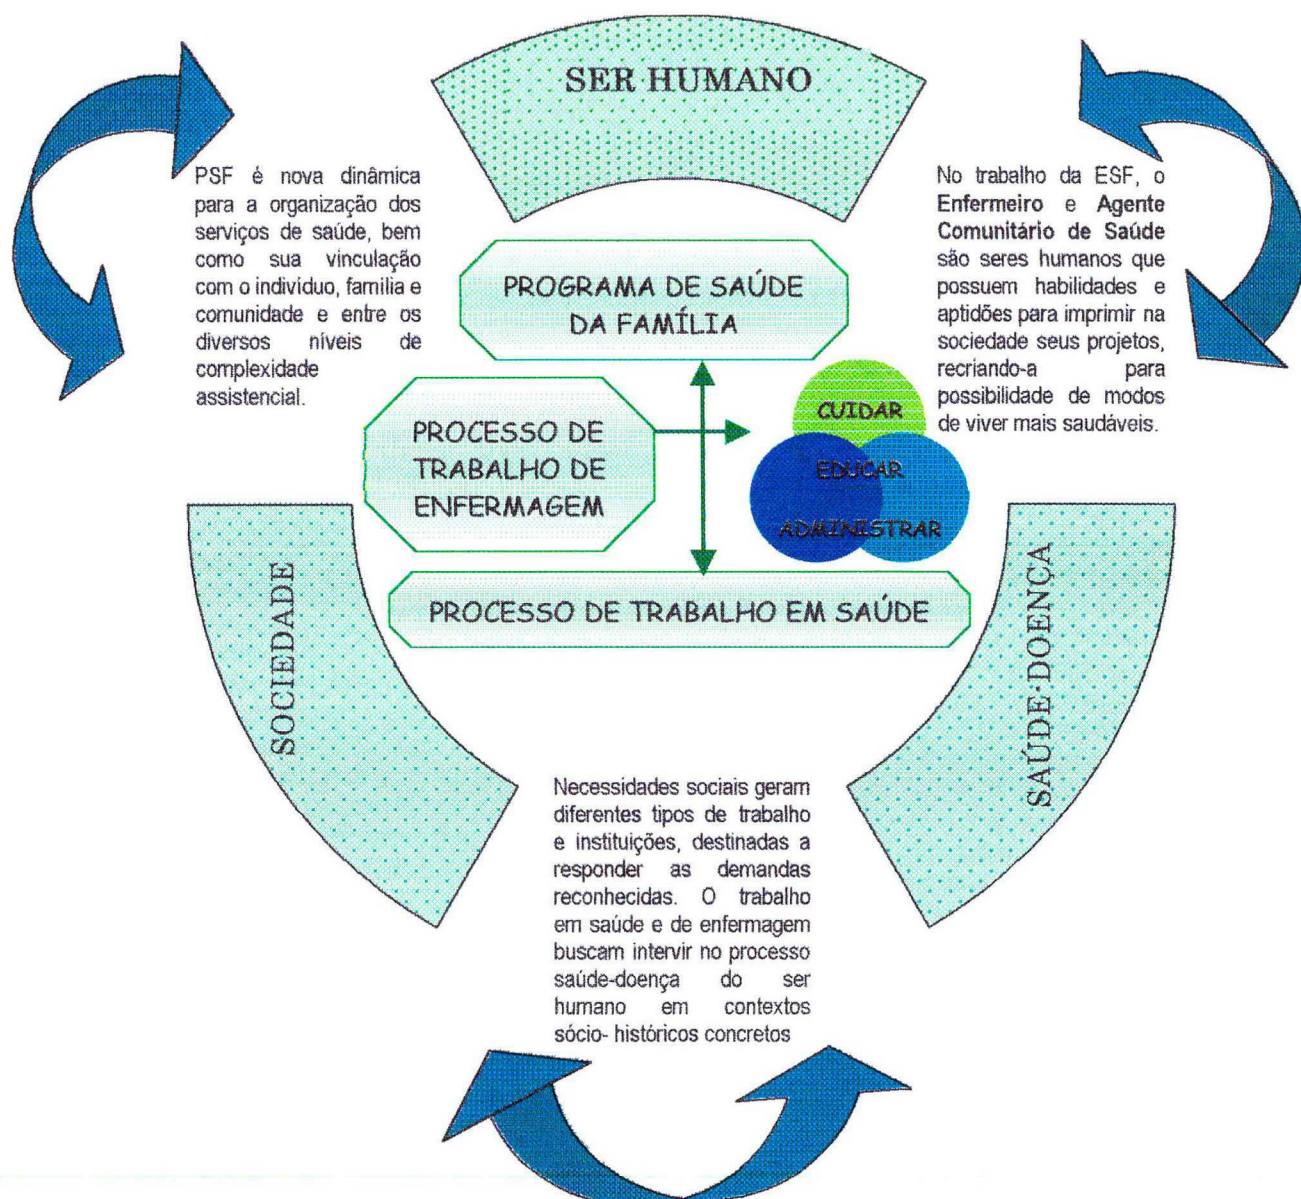 SER HUMANO
PSF é nova dinâmica
para a organização dos
serviços de saúde, bem
como sua vinculação
com o indivíduo, família e
comunidade e entre os
diversos níveis de
complexidade
assistencial.
No trabalho da ESF, o
Enfermeiro e Agente
Comunitário de Saúde
são seres humanos que
possuem habilidades e
aptidões para imprimir na
sociedade seus projetos,
recriando-a para
possibilidade de modos
de viver mais saudáveis.
PROGRAMA DE SAÚDE
DA FAMÍLIA
PROCESSO DE
TRABALHO DE
ENFERMAGEM
CUIDAR
EDUCAR
ADMINISTRAR
PROCESSO DE TRABALHO EM SAÚDE
SOCIEDADE
SAÚDE-DOENÇA
Necessidades sociais geram
diferentes tipos de trabalho
e instituições, destinadas a
responder as demandas
reconhecidas. O trabalho
em saúde e de enfermagem
buscam intervir no processo
saúde-doença do ser
humano em contextos
sócio- históricos concretos